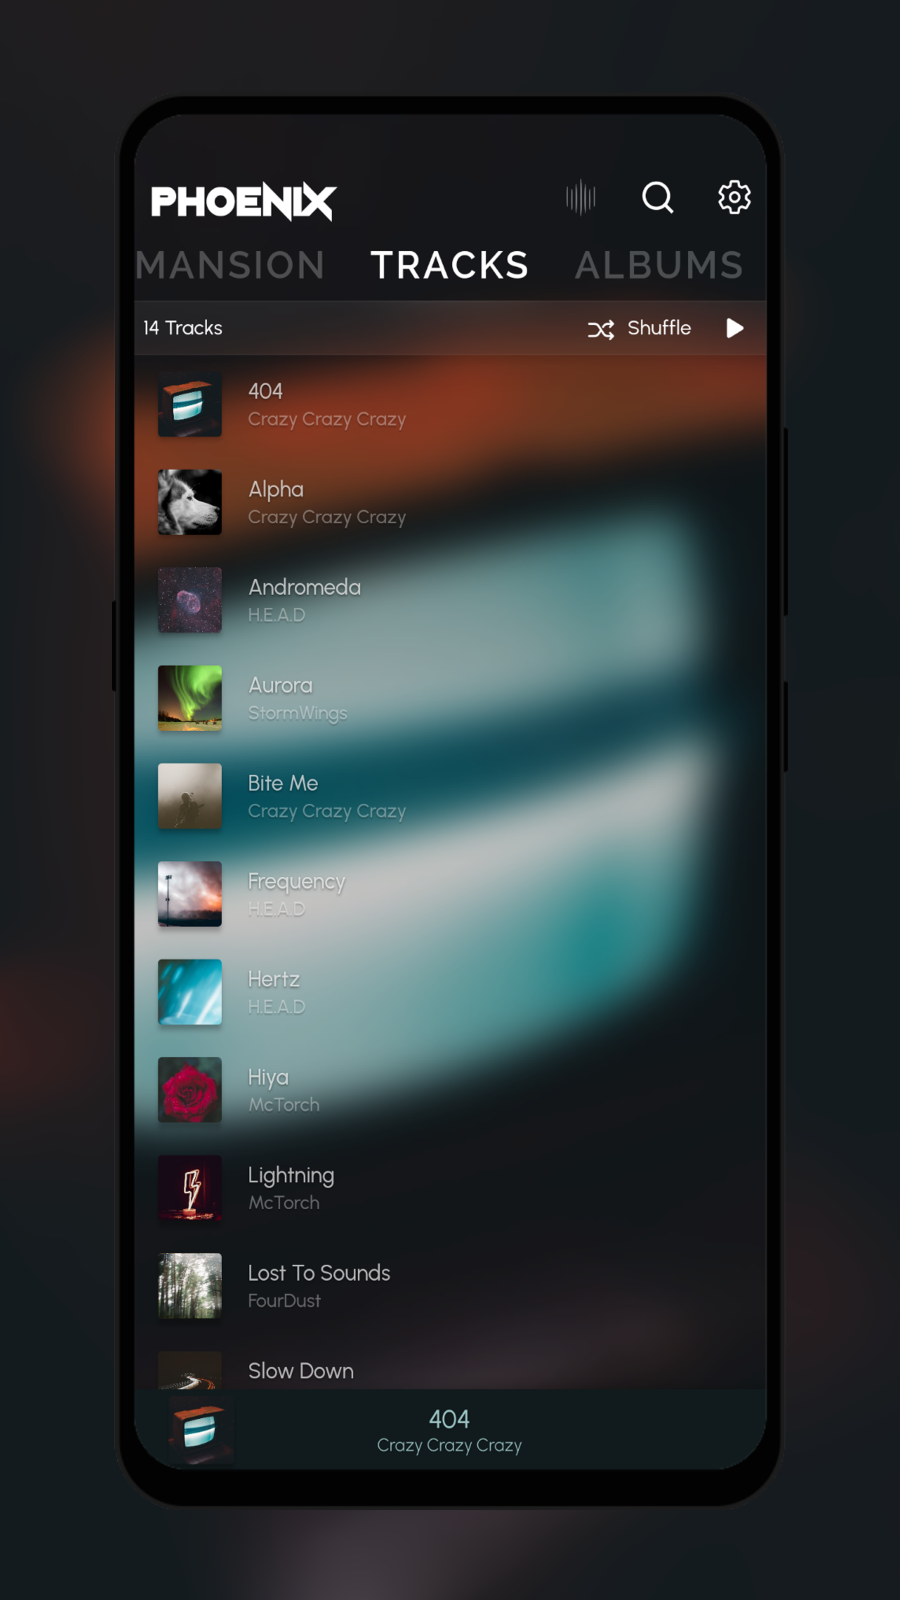 PHOENIX
MANSION TRACKS ALBUMS
14 Tracks Shuffle
404
Crazy Crazy Crazy
Alpha
Crazy Crazy Crazy
Andromeda
H.E.A.D
Aurora
StormWings
Bite Me
Crazy Crazy Crazy
Frequency
H.E.A.D
Hertz
H.E.A.D
Hiya
McTorch
Lightning
McTorch
Lost To Sounds
FourDust
Slow Down
404
Crazy Crazy Crazy